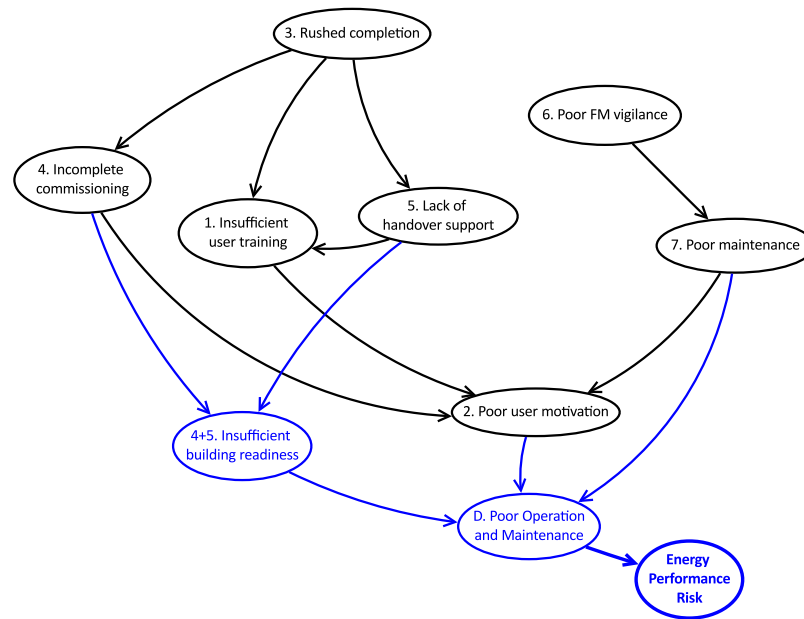 3. Rushed completion
6. Poor FM vigilance
4. Incomplete
commissioning
1. Insufficient
user training
5. Lack of
handover support
7. Poor maintenance
2. Poor user motivation
4+5. Insufficient
building readiness
D. Poor Operation
and Maintenance
Energy
Performance
Risk